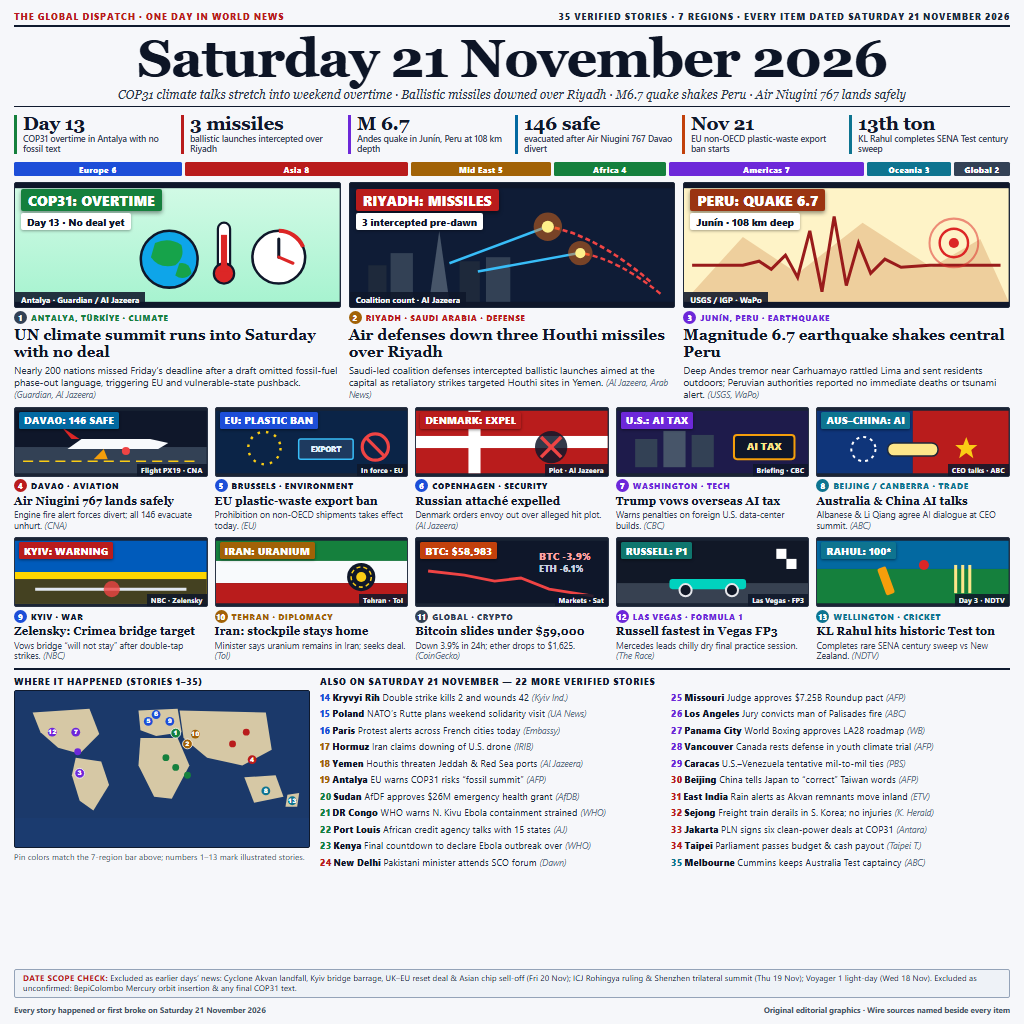 THE GLOBAL DISPATCH · ONE DAY IN WORLD NEWS
35 VERIFIED STORIES · 7 REGIONS · EVERY ITEM DATED SATURDAY 21 NOVEMBER 2026
Saturday 21 November 2026
COP31 climate talks stretch into weekend overtime · Ballistic missiles downed over Riyadh · M6.7 quake shakes Peru · Air Niugini 767 lands safely
Day 13
COP31 overtime in Antalya with no
fossil text
3 missiles
ballistic launches intercepted over
Riyadh
M 6.7
Andes quake in Junín, Peru at 108 km
depth
146 safe
evacuated after Air Niugini 767 Davao
divert
Nov 21
EU non-OECD plastic-waste export
ban starts
13th ton
KL Rahul completes SENA Test century
sweep
Europe 6
Asia 8
Mid East 5
Africa 4
Americas 7
Oceania 3
Global 2
COP31: OVERTIME
Day 13 · No deal yet
Antalya · Guardian / Al Jazeera
RIYADH: MISSILES
3 intercepted pre-dawn
Coalition count · Al Jazeera
PERU: QUAKE 6.7
Junín · 108 km deep
USGS / IGP · WaPo
1 ANTALYA, TÜRKİYE · CLIMATE
UN climate summit runs into Saturday
with no deal
Nearly 200 nations missed Friday's deadline after a draft omitted fossil-fuel
phase-out language, triggering EU and vulnerable-state pushback.
(Guardian, Al Jazeera)
2 RIYADH · SAUDI ARABIA · DEFENSE
Air defenses down three Houthi missiles
over Riyadh
Saudi-led coalition defenses intercepted ballistic launches aimed at the
capital as retaliatory strikes targeted Houthi sites in Yemen. (Al Jazeera, Arab
News)
3 JUNÍN, PERU · EARTHQUAKE
Magnitude 6.7 earthquake shakes central
Peru
Deep Andes tremor near Carhuamayo rattled Lima and sent residents
outdoors; Peruvian authorities reported no immediate deaths or tsunami
alert. (USGS, WaPo)
DAVAO: 146 SAFE
Flight PX19 · CNA
EU: PLASTIC BAN
EXPORT
In force · EU
DENMARK: EXPEL
Plot · Al Jazeera
U.S.: AI TAX
AI TAX
Briefing · CBC
AUS–CHINA: AI
CEO talks · ABC
4 DAVAO · AVIATION
Air Niugini 767 lands safely
Engine fire alert forces divert; all 146 evacuate
unhurt. (CNA)
5 BRUSSELS · ENVIRONMENT
EU plastic-waste export ban
Prohibition on non-OECD shipments takes effect
today. (EU)
6 COPENHAGEN · SECURITY
Russian attaché expelled
Denmark orders envoy out over alleged hit plot.
(Al Jazeera)
7 WASHINGTON · TECH
Trump vows overseas AI tax
Warns penalties on foreign U.S. data-center
builds. (CBC)
8 BEIJING / CANBERRA · TRADE
Australia & China AI talks
Albanese & Li Qiang agree AI dialogue at CEO
summit. (ABC)
KYIV: WARNING
NBC · Zelensky
IRAN: URANIUM
Tehran · ToI
BTC: $58,983
BTC -3.9%
ETH -6.1%
Markets · Sat
RUSSELL: P1
Las Vegas · FP3
RAHUL: 100*
Day 3 · NDTV
9 KYIV · WAR
Zelensky: Crimea bridge target
Vows bridge “will not stay” after double-tap
strikes. (NBC)
10 TEHRAN · DIPLOMACY
Iran: stockpile stays home
Minister says uranium remains in Iran; seeks deal.
(ToI)
11 GLOBAL · CRYPTO
Bitcoin slides under $59,000
Down 3.9% in 24h; ether drops to $1,625.
(CoinGecko)
12 LAS VEGAS · FORMULA 1
Russell fastest in Vegas FP3
Mercedes leads chilly dry final practice session.
(The Race)
13 WELLINGTON · CRICKET
KL Rahul hits historic Test ton
Completes rare SENA century sweep vs New
Zealand. (NDTV)
WHERE IT HAPPENED (STORIES 1–35)
12
7
3
5
6
9
1
2
10
4
8
13
Pin colors match the 7-region bar above; numbers 1–13 mark illustrated stories.
ALSO ON SATURDAY 21 NOVEMBER — 22 MORE VERIFIED STORIES
14 Kryvyi Rih Double strike kills 2 and wounds 42 (Kyiv Ind.)
15 Poland NATO's Rutte plans weekend solidarity visit (UA News)
16 Paris Protest alerts across French cities today (Embassy)
17 Hormuz Iran claims downing of U.S. drone (IRIB)
18 Yemen Houthis threaten Jeddah & Red Sea ports (Al Jazeera)
19 Antalya EU warns COP31 risks “fossil summit” (AFP)
20 Sudan AfDF approves $26M emergency health grant (AfDB)
21 DR Congo WHO warns N. Kivu Ebola containment strained (WHO)
22 Port Louis African credit agency talks with 15 states (AJ)
23 Kenya Final countdown to declare Ebola outbreak over (WHO)
24 New Delhi Pakistani minister attends SCO forum (Dawn)
25 Missouri Judge approves $7.25B Roundup pact (AFP)
26 Los Angeles Jury convicts man of Palisades fire (ABC)
27 Panama City World Boxing approves LA28 roadmap (WB)
28 Vancouver Canada rests defense in youth climate trial (AFP)
29 Caracas U.S.–Venezuela tentative mil-to-mil ties (PBS)
30 Beijing China tells Japan to “correct” Taiwan words (AFP)
31 East India Rain alerts as Akvan remnants move inland (ETV)
32 Sejong Freight train derails in S. Korea; no injuries (K. Herald)
33 Jakarta PLN signs six clean-power deals at COP31 (Antara)
34 Taipei Parliament passes budget & cash payout (Taipei T.)
35 Melbourne Cummins keeps Australia Test captaincy (ABC)
DATE SCOPE CHECK: Excluded as earlier days' news: Cyclone Akvan landfall, Kyiv bridge barrage, UK–EU reset deal & Asian chip sell-off (Fri 20 Nov); ICJ Rohingya ruling & Shenzhen trilateral summit (Thu 19 Nov); Voyager 1 light-day (Wed 18 Nov). Excluded as
unconfirmed: BepiColombo Mercury orbit insertion & any final COP31 text.
Every story happened or first broke on Saturday 21 November 2026
Original editorial graphics · Wire sources named beside every item